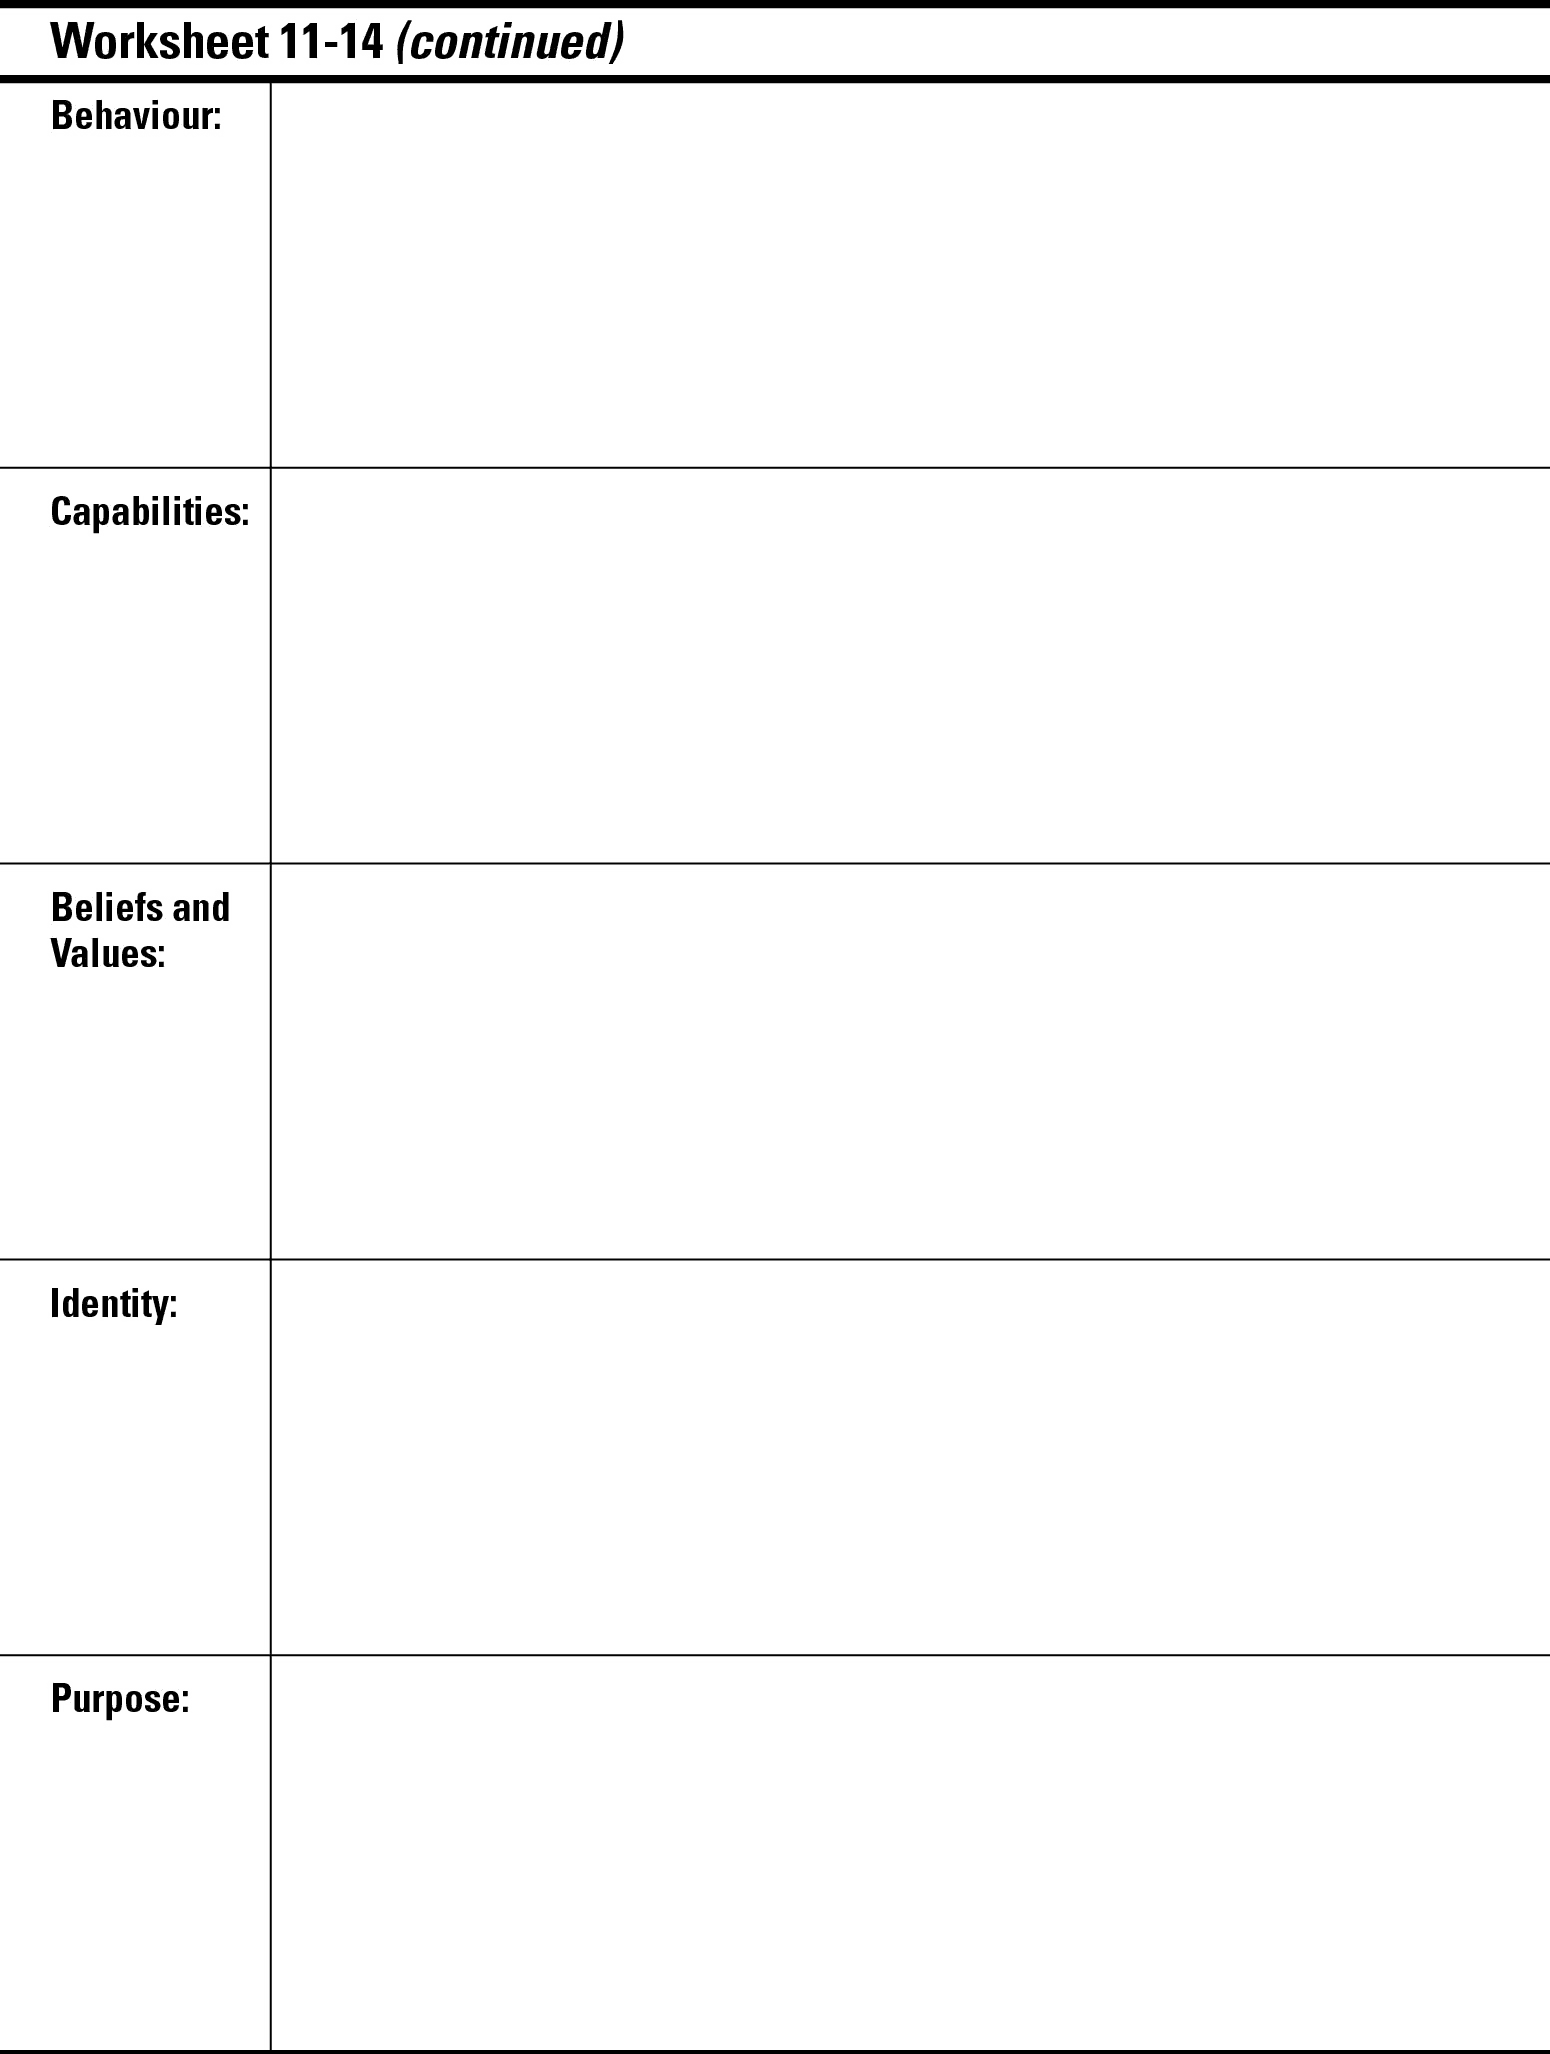 Worksheet 11-14 (continued)
Behaviour:
Capabilities:
Beliefs and
Values:
Identity:
Purpose: